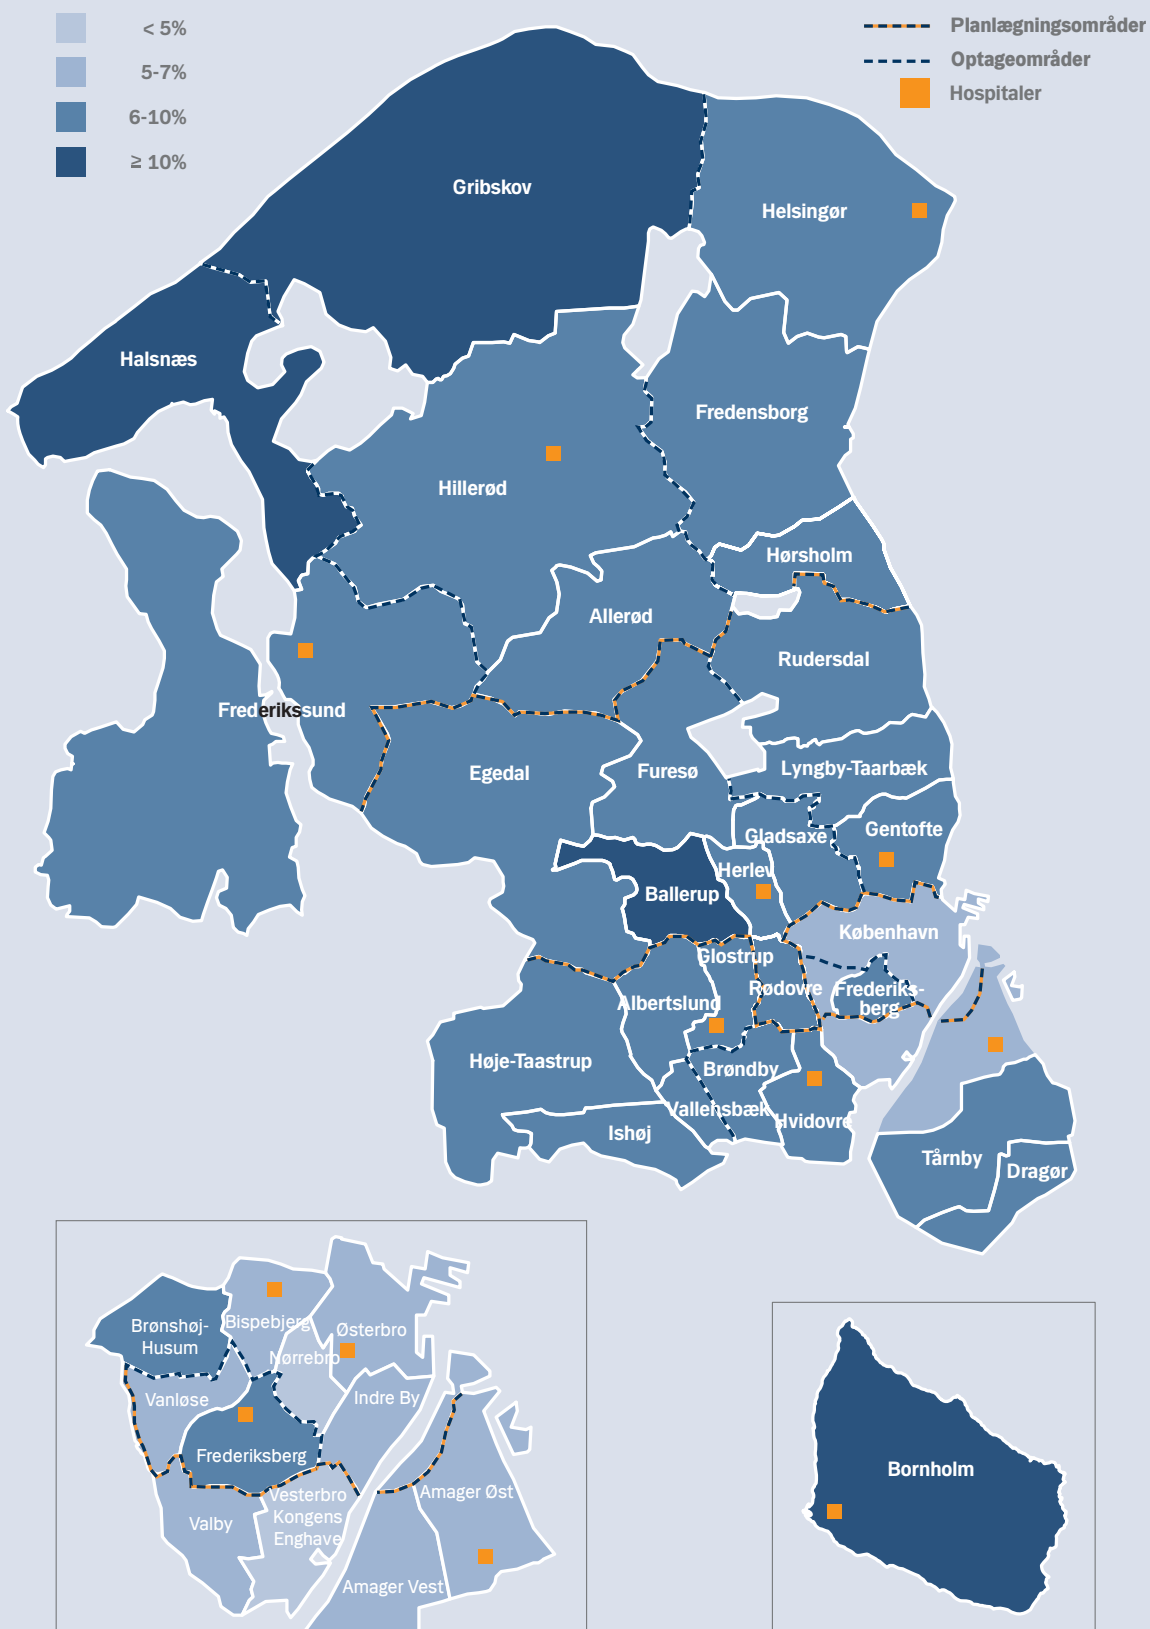 < 5%
5-7%
6-10%
≥ 10%
Planlægningsområder
Optageområder
Hospitaler
Gribskov
Helsingør
Halsnæs
Fredensborg
Hillerød
Hørsholm
Allerød
Rudersdal
Frederikssund
Egedal
Furesø
Lyngby-Taarbæk
Gladsaxe
Gentofte
Herlev
Ballerup
København
Glostrup
Rødovre
Frederiks-
berg
Albertslund
Høje-Taastrup
Brøndby
Vallensbæk
Hvidovre
Ishøj
Tårnby
Dragør
Brønshøj-
Husum
Bispebjerg
Østerbro
Nørrebro
Vanløse
Indre By
Frederiksberg
Valby
Vesterbro
Kongens
Enghave
Amager Øst
Amager Vest
Bornholm